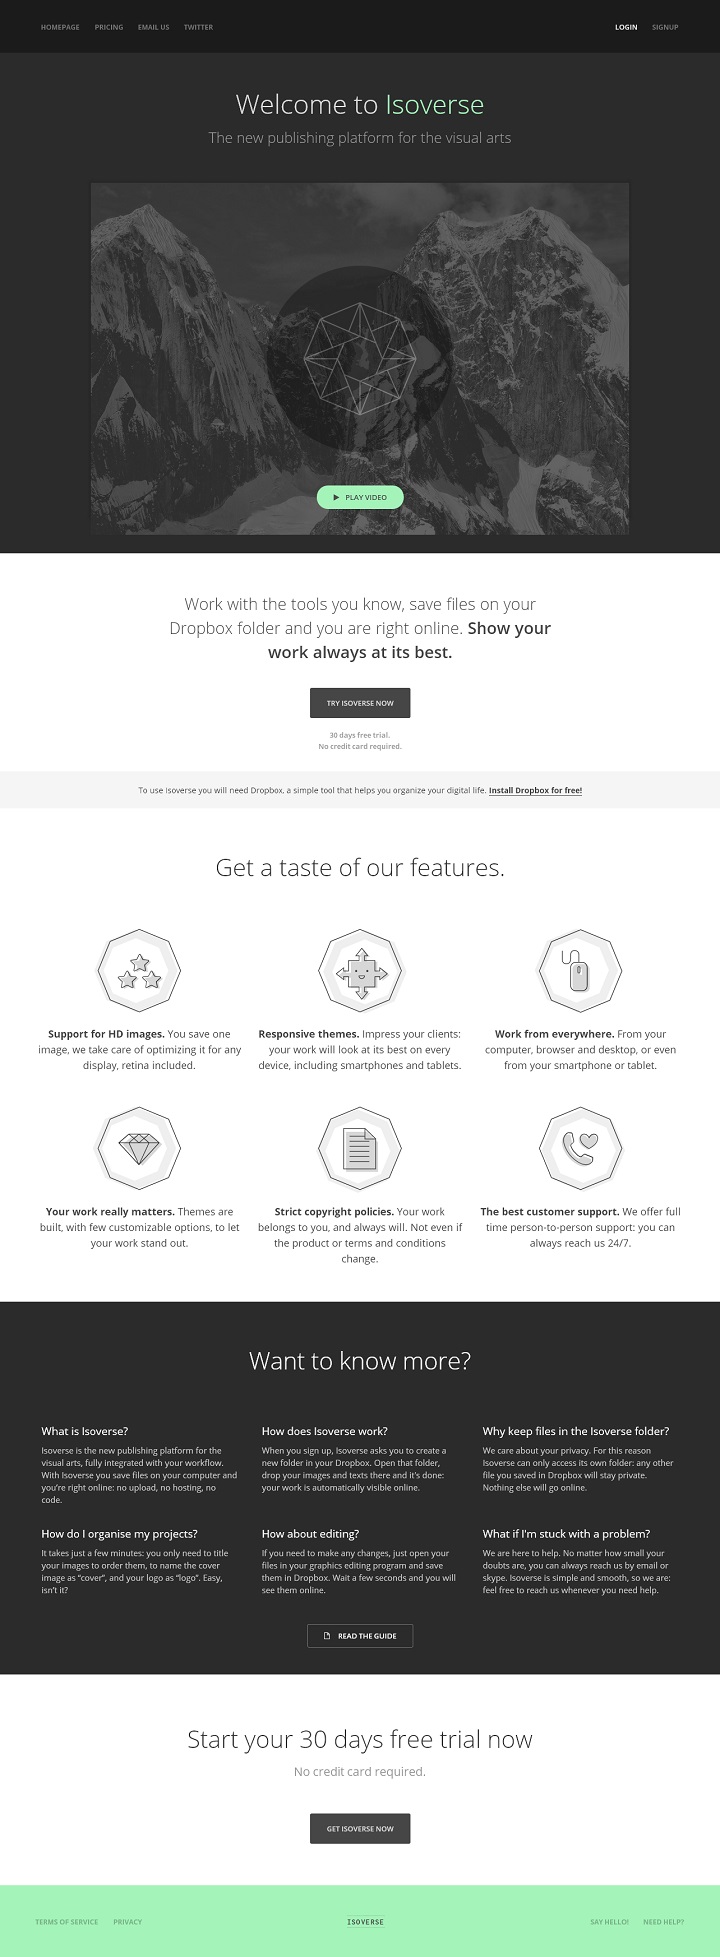 HOMEPAGE PRICING EMAIL US TWITTER LOGIN SIGNUP
Welcome to Isoverse
The new publishing platform for the visual arts
PLAY VIDEO
Work with the tools you know, save files on your
Dropbox folder and you are right online. Show your
work always at its best.
TRY ISOVERSE NOW
30 days free trial.
No credit card required.
To use Isoverse you will need Dropbox, a simple tool that helps you organize your digital life. Install Dropbox for free!
Get a taste of our features.
Support for HD images. You save one
image, we take care of optimizing it for any
display, retina included.
Responsive themes. Impress your clients:
your work will look at its best on every
device, including smartphones and tablets.
Work from everywhere. From your
computer, browser and desktop, or even
from your smartphone or tablet.
Your work really matters. Themes are
built, with few customizable options, to let
your work stand out.
Strict copyright policies. Your work
belongs to you, and always will. Not even if
the product or terms and conditions
change.
The best customer support. We offer full
time person-to-person support: you can
always reach us 24/7.
Want to know more?
What is Isoverse?
Isoverse is the new publishing platform for the
visual arts, fully integrated with your workflow.
With Isoverse you save files on your computer and
you're right online: no upload, no hosting, no
code.
How does Isoverse work?
When you sign up, Isoverse asks you to create a
new folder in your Dropbox. Open that folder,
drop your images and texts there and it's done:
your work is automatically visible online.
Why keep files in the Isoverse folder?
We care about your privacy. For this reason
Isoverse can only access its own folder: any other
file you saved in Dropbox will stay private.
Nothing else will go online.
How do I organise my projects?
It takes just a few minutes: you only need to title
your images to order them, to name the cover
image as “cover”, and your logo as “logo”. Easy,
isn't it?
How about editing?
If you need to make any changes, just open your
files in your graphics editing program and save
them in Dropbox. Wait a few seconds and you will
see them online.
What if I'm stuck with a problem?
We are here to help. No matter how small your
doubts are, you can always reach us by email or
skype. Isoverse is simple and smooth, so we are:
feel free to reach us whenever you need help.
READ THE GUIDE
Start your 30 days free trial now
No credit card required.
GET ISOVERSE NOW
TERMS OF SERVICE PRIVACY ISOVERSE SAY HELLO! NEED HELP?